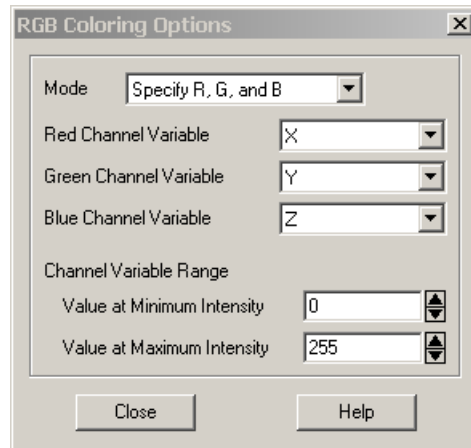 RGB Coloring Options
Mode Specify R, G, and B
Red Channel Variable X
Green Channel Variable Y
Blue Channel Variable Z
Channel Variable Range
Value at Minimum Intensity 0
Value at Maximum Intensity 255
Close Help